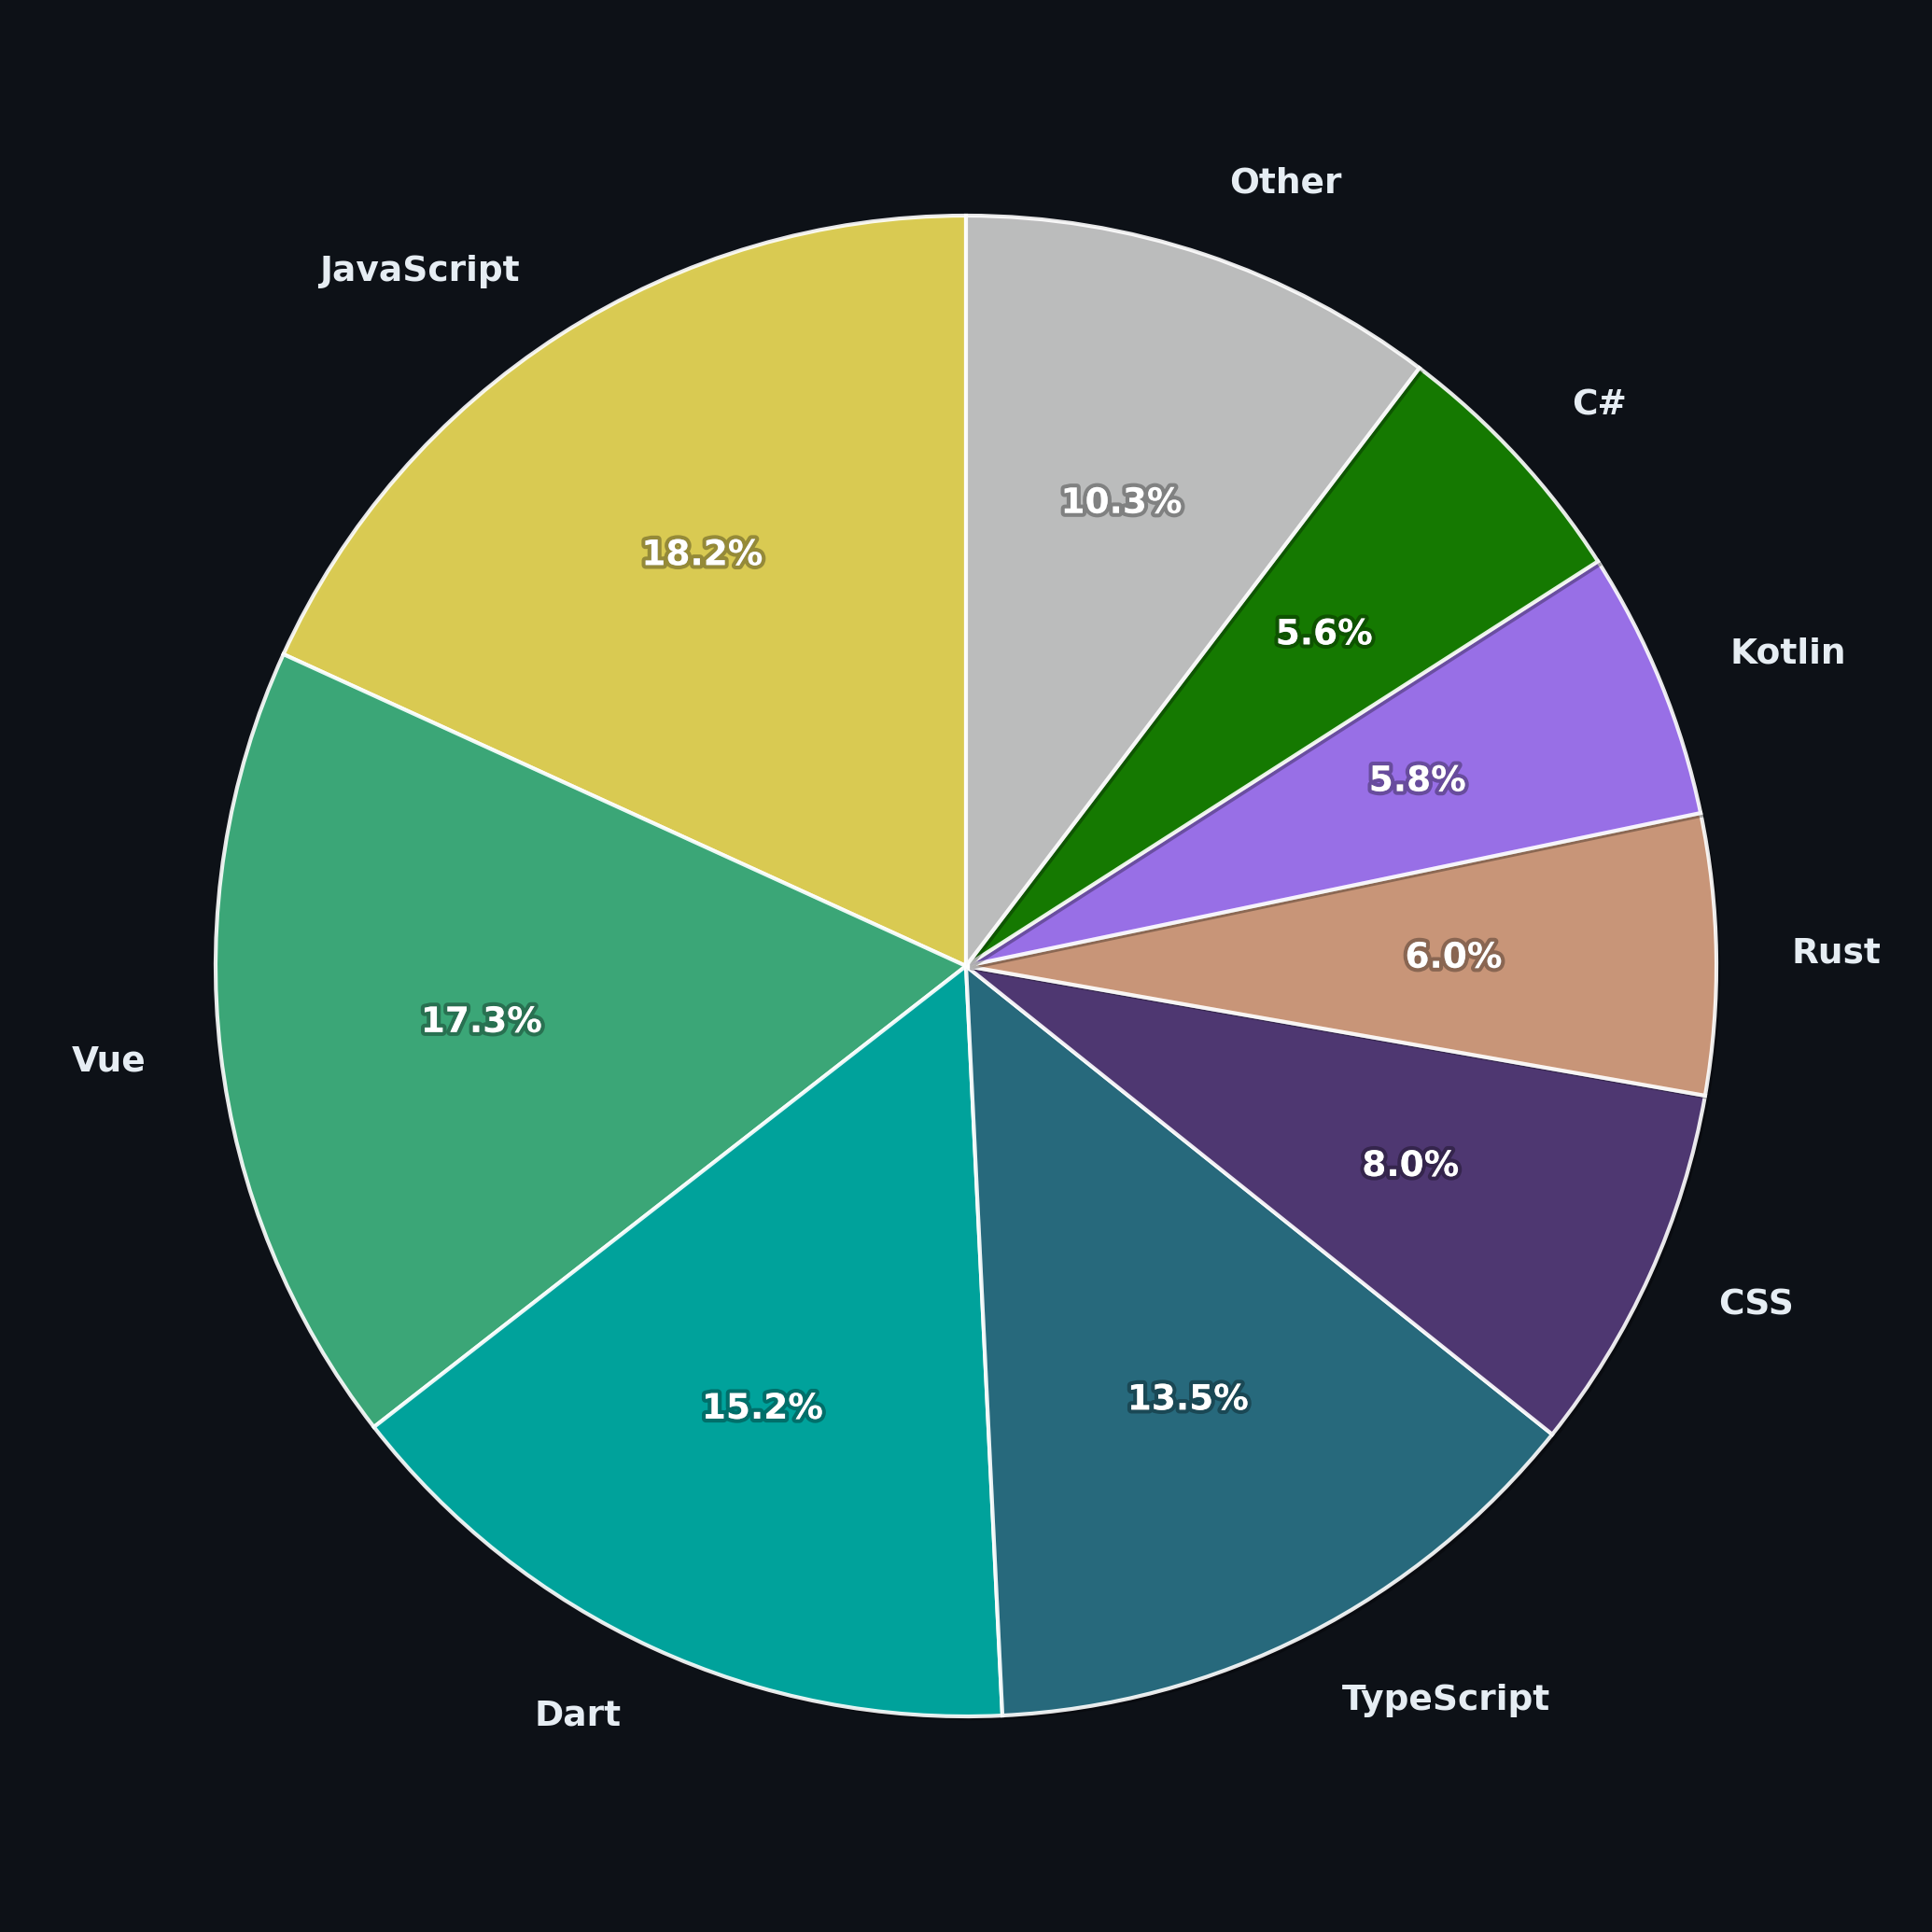 Other
JavaScript
C#
10.3%
18.2%
5.6%
Kotlin
5.8%
Rust
6.0%
17.3%
Vue
8.0%
CSS
13.5%
15.2%
TypeScript
Dart